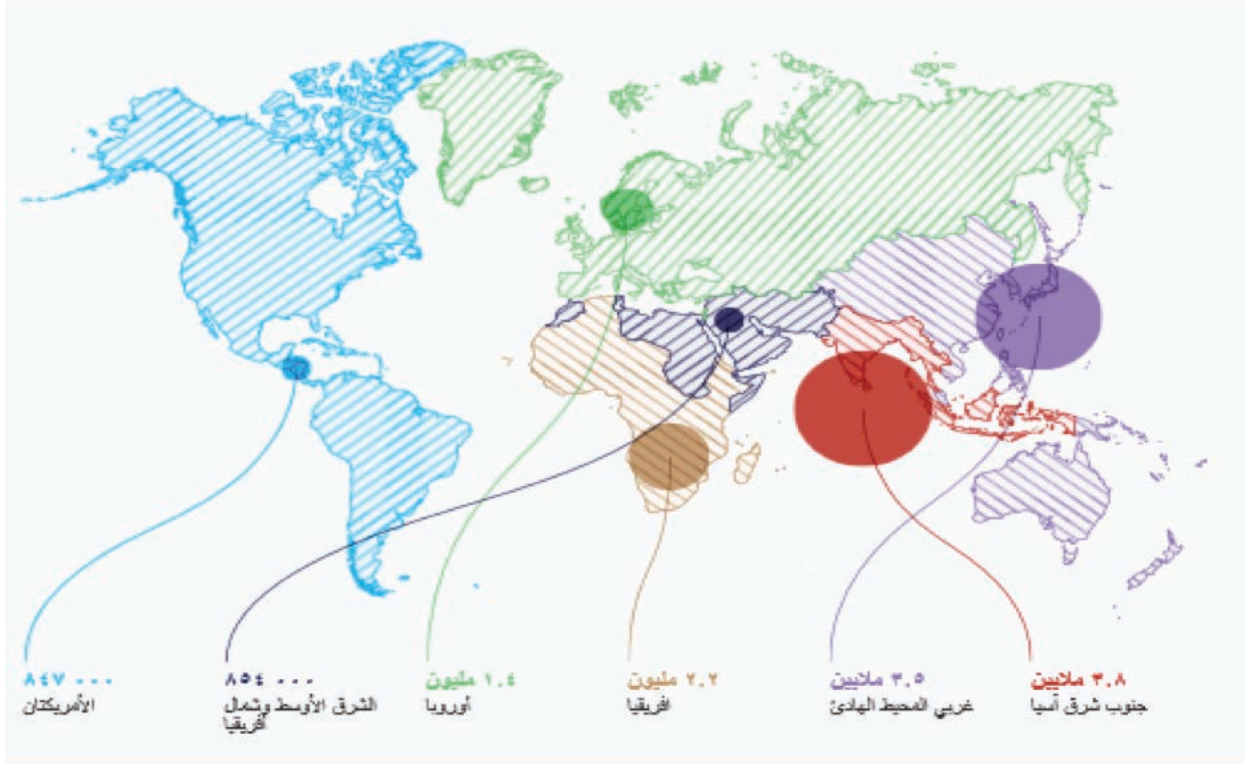 ٨٤٧ ٠٠٠
الأمريكتان
٨٥٤ ٠٠٠
الشرق الأوسط وشمال
أفريقيا
١.٤ مليون
أوروبا
٢.٢ مليون
افريقيا
٣.٥ ملايين
غربي المحيط الهادئ
٣.٨ ملايين
جنوب شرق آسيا